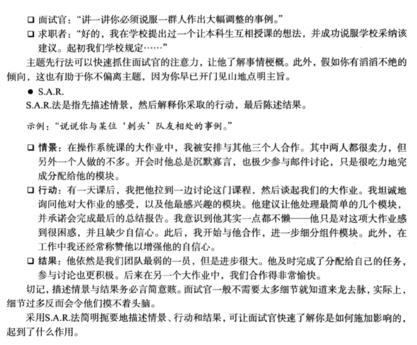 □ 面试官：“讲一讲你必须说服一群人作出大幅调整的事例。”
□ 求职者：“好的，我在学校提出过一个让本科生互相授课的想法，并成功说服学校采纳该
建议。起初我们学校规定……”
主题先行法可以快速抓住面试官的注意力，让他了解事情梗概。此外，假如你有滔滔不绝的
倾向，这也有助于你不偏离主题，因为你早已开门见山地点明主旨。
● S.A.R.
S.A.R.法是指先描述情景，然后解释你采取的行动，最后陈述结果。
示例：“说说你与某位‘刺头’队友相处的事例。”
□ 情景：在操作系统课的大作业中，我被安排与其他三个人合作。其中两人都很卖力，但
另外一个人做的不多。开会时他总是沉默寡言，也极少参与邮件讨论，只是很吃力地完
成分配给他的模块。
□ 行动：有一天课后，我把他拉到一边讨论这门课程，然后谈起我们的大作业。我坦诚地
询问他对大作业的感受，以及他最感兴趣的模块。他建议让他处理最简单的几个模块，
并承诺会完成最后的总结报告。我意识到他其实一点都不懒——他只是对这项大作业感
到很困惑，并且缺少自信心。此后，我开始与他合作，进一步细分组件模块。此外，在
工作中我还经常称赞他以增强他的自信心。
□ 结果：他依然是我们团队最弱的一员，但是进步很大。他及时完成了分配给自己的任务，
参与讨论也更积极。后来在另一个大作业中，我们合作得非常愉快。
切记，描述情景与结果务必言简意赅。面试官一般不需要太多细节就知道来龙去脉，实际上，
细节过多反而会令他们摸不着头脑。
采用S.A.R.法简明扼要地描述情景、行动和结果，可让面试官快速了解你是如何施加影响的，
起到了什么作用。